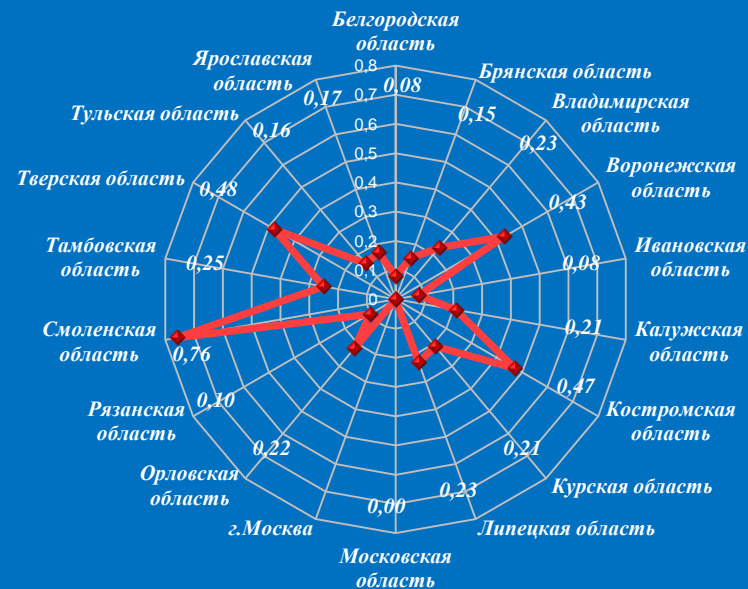 Белгородская
область
0,8
0,7
0,6
0,5
0,4
0,3
0,2
0,1
0
0,08
Брянская область
0,15
Владимирская
область
0,23
Воронежская
область
0,43
Ивановская
область
0,08
Калужская
область
0,21
Костромская
область
0,47
Курская область
0,21
Липецкая область
0,23
Московская
область
0,00
г.Москва
Орловская
область
0,22
Рязанская
область
0,10
Смоленская
область
0,76
Тамбовская
область
0,25
Тверская область
0,48
Тульская область
0,16
Ярославская
область
0,17